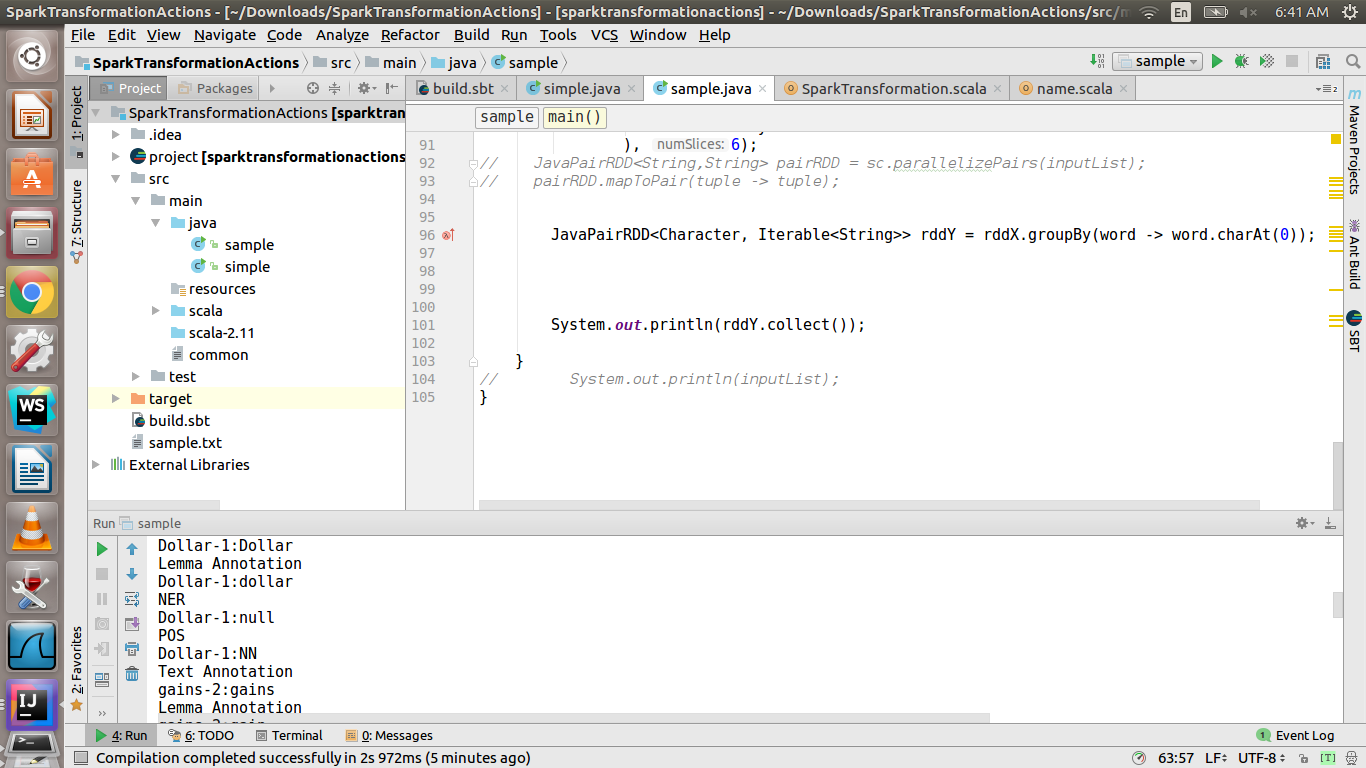 SparkTransformationActions - [~/Downloads/SparkTransformationActions] - [sparktransformationactions] - ~/Downloads/SparkTransformationActions/src/m
En
6:41 AM
File Edit View Navigate Code Analyze Refactor Build Run Tools VCS Window Help
SparkTransformationActions src main java sample
sample
Project Packages
build.sbt simple.java sample.java SparkTransformation.scala name.scala
2
1: Project
7: Structure
2: Favorites
SparkTransformationActions [sparktran
.idea
project [sparktransformationactions
src
main
java
sample
simple
resources
scala
scala-2.11
common
test
target
build.sbt
sample.txt
External Libraries
sample main()
91 ), numSlices: 6);
92 // JavaPairRDD<String,String> pairRDD = sc.parallelizePairs(inputList);
93 // pairRDD.mapToPair(tuple -> tuple);
94
95
96 JavaPairRDD<Character, Iterable<String>> rddY = rddX.groupBy(word -> word.charAt(0));
97
98
99
100
101 System.out.println(rddY.collect());
102
103 }
104 // System.out.println(inputList);
105 }
Maven Projects
Ant Build
SBT
Run sample
Dollar-1:Dollar
Lemma Annotation
Dollar-1:dollar
NER
Dollar-1:null
POS
Dollar-1:NN
Text Annotation
gains-2:gains
Lemma Annotation
gains-2:gain
4: Run 6: TODO Terminal 0: Messages
1 Event Log
Compilation completed successfully in 2s 972ms (5 minutes ago)
63:57 LF UTF-8 [T]
WS
IJ